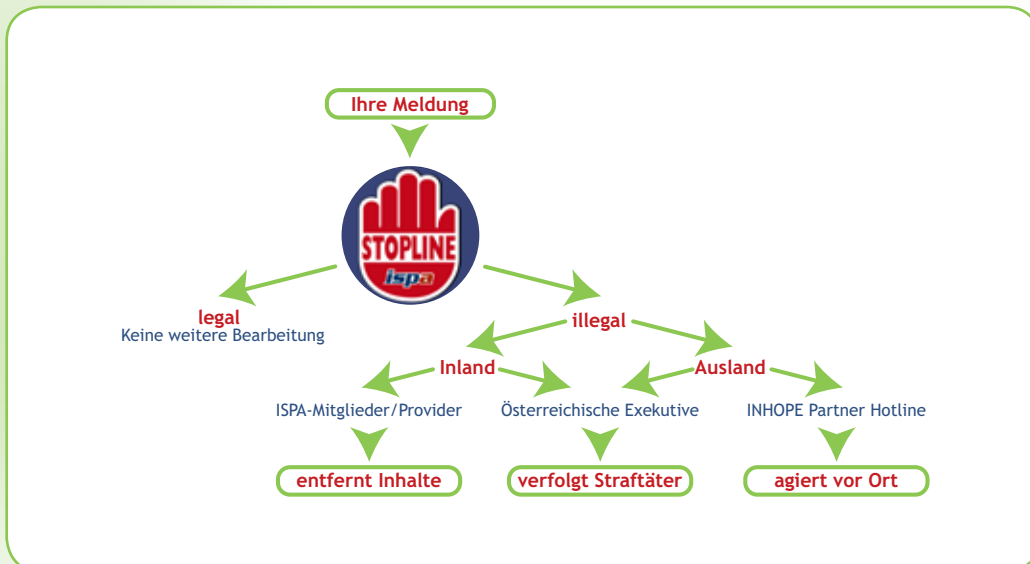 Ihre Meldung
STOPLINE
ispa
legal
Keine weitere Bearbeitung
illegal
Inland
Ausland
ISPA-Mitglieder/Provider
Österreichische Exekutive
INHOPE Partner Hotline
entfernt Inhalte
verfolgt Straftäter
agiert vor Ort